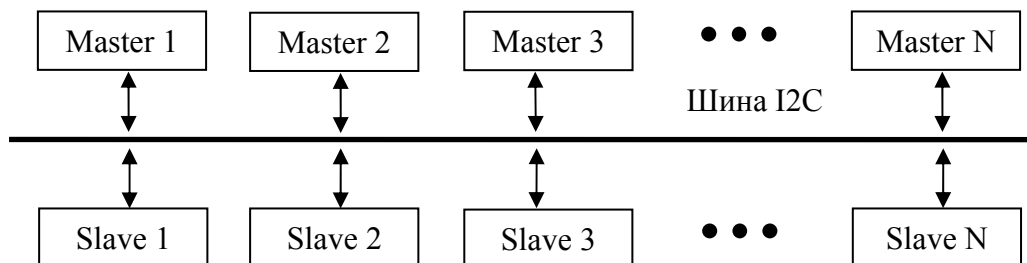 Master 1 Master 2 Master 3 ••• Master N
Шина I2C
Slave 1 Slave 2 Slave 3 ••• Slave N